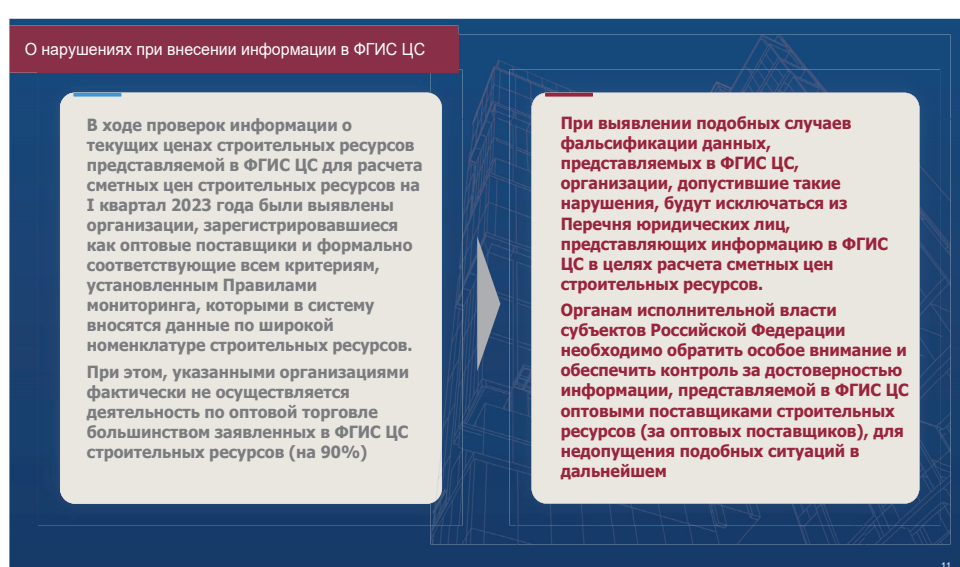 О нарушениях при внесении информации в ФГИС ЦС
В ходе проверок информации о
текущих ценах строительных ресурсов
представляемой в ФГИС ЦС для расчета
сметных цен строительных ресурсов на
I квартал 2023 года были выявлены
организации, зарегистрировавшиеся
как оптовые поставщики и формально
соответствующие всем критериям,
установленным Правилами
мониторинга, которыми в систему
вносятся данные по широкой
номенклатуре строительных ресурсов.
При этом, указанными организациями
фактически не осуществляется
деятельность по оптовой торговле
большинством заявленных в ФГИС ЦС
строительных ресурсов (на 90%)
При выявлении подобных случаев
фальсификации данных,
представляемых в ФГИС ЦС,
организации, допустившие такие
нарушения, будут исключаться из
Перечня юридических лиц,
представляющих информацию в ФГИС
ЦС в целях расчета сметных цен
строительных ресурсов.
Органам исполнительной власти
субъектов Российской Федерации
необходимо обратить особое внимание и
обеспечить контроль за достоверностью
информации, представляемой в ФГИС ЦС
оптовыми поставщиками строительных
ресурсов (за оптовых поставщиков), для
недопущения подобных ситуаций в
дальнейшем
11